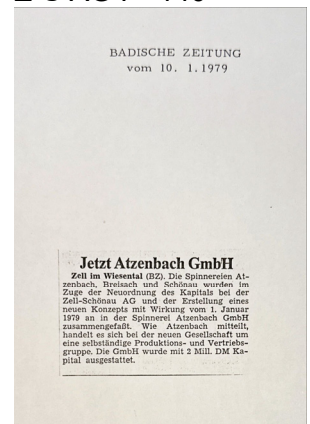 BADISCHE ZEITUNG
vom 10. 1.1979
Jetzt Atzenbach GmbH
Zell im Wiesental (BZ). Die Spinnereien At-
zenbach, Breisach und Schönau wurden im
Zuge der Neuordnung des Kapitals bei der
Zell-Schönau AG und der Erstellung eines
neuen Konzepts mit Wirkung vom 1. Januar
1979 an in der Spinnerei Atzenbach GmbH
zusammengefaßt. Wie Atzenbach mitteilt,
handelt es sich bei der neuen Gesellschaft um
eine selbständige Produktions- und Vertriebs-
gruppe. Die GmbH wurde mit 2 Mill. DM Ka-
pital ausgestattet.